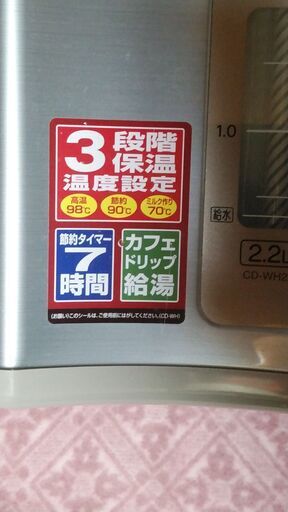 3段階
保温
温度設定
高温 節約 ミルク作り
98℃ 90℃ 70℃
節約タイマー
7
時間
カフェ
ドリップ
給湯
(お願い)このシールは、ご使用前にはがしてください。(CD-WH)
1.0
給水
2.2L